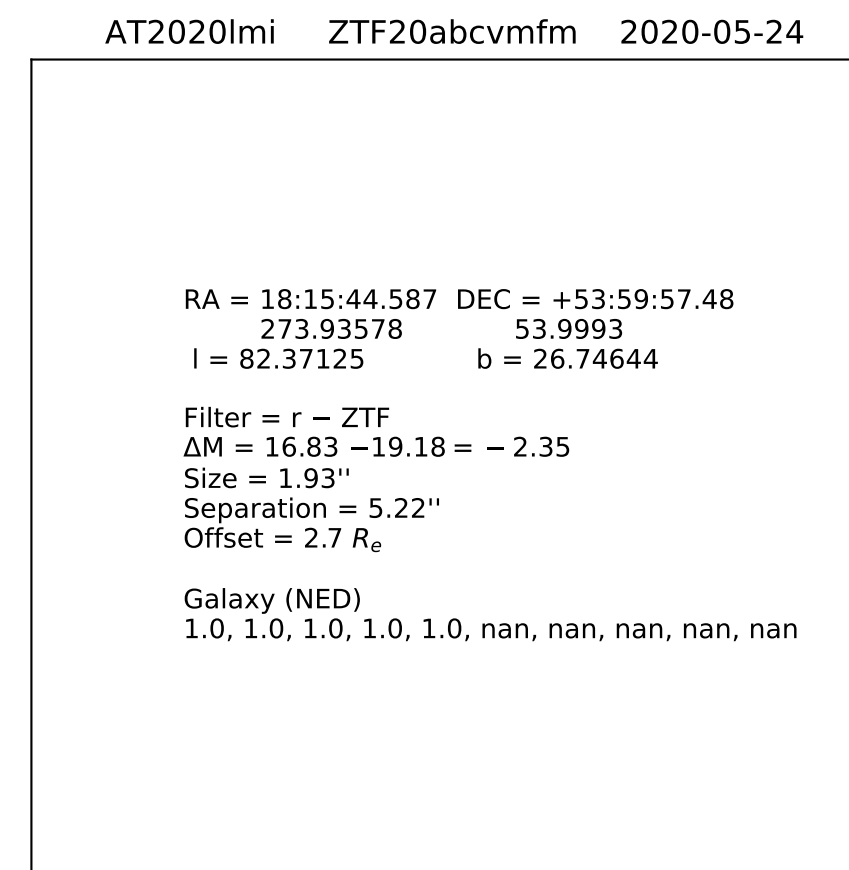 AT2020lmi ZTF20abcvmfm 2020-05-24
RA = 18:15:44.587 DEC = +53:59:57.48
273.93578 53.9993
l = 82.37125 b = 26.74644
Filter = r − ZTF
ΔM = 16.83 −19.18 = − 2.35
Size = 1.93''
Separation = 5.22''
Offset = 2.7 Rₑ
Galaxy (NED)
1.0, 1.0, 1.0, 1.0, 1.0, nan, nan, nan, nan, nan